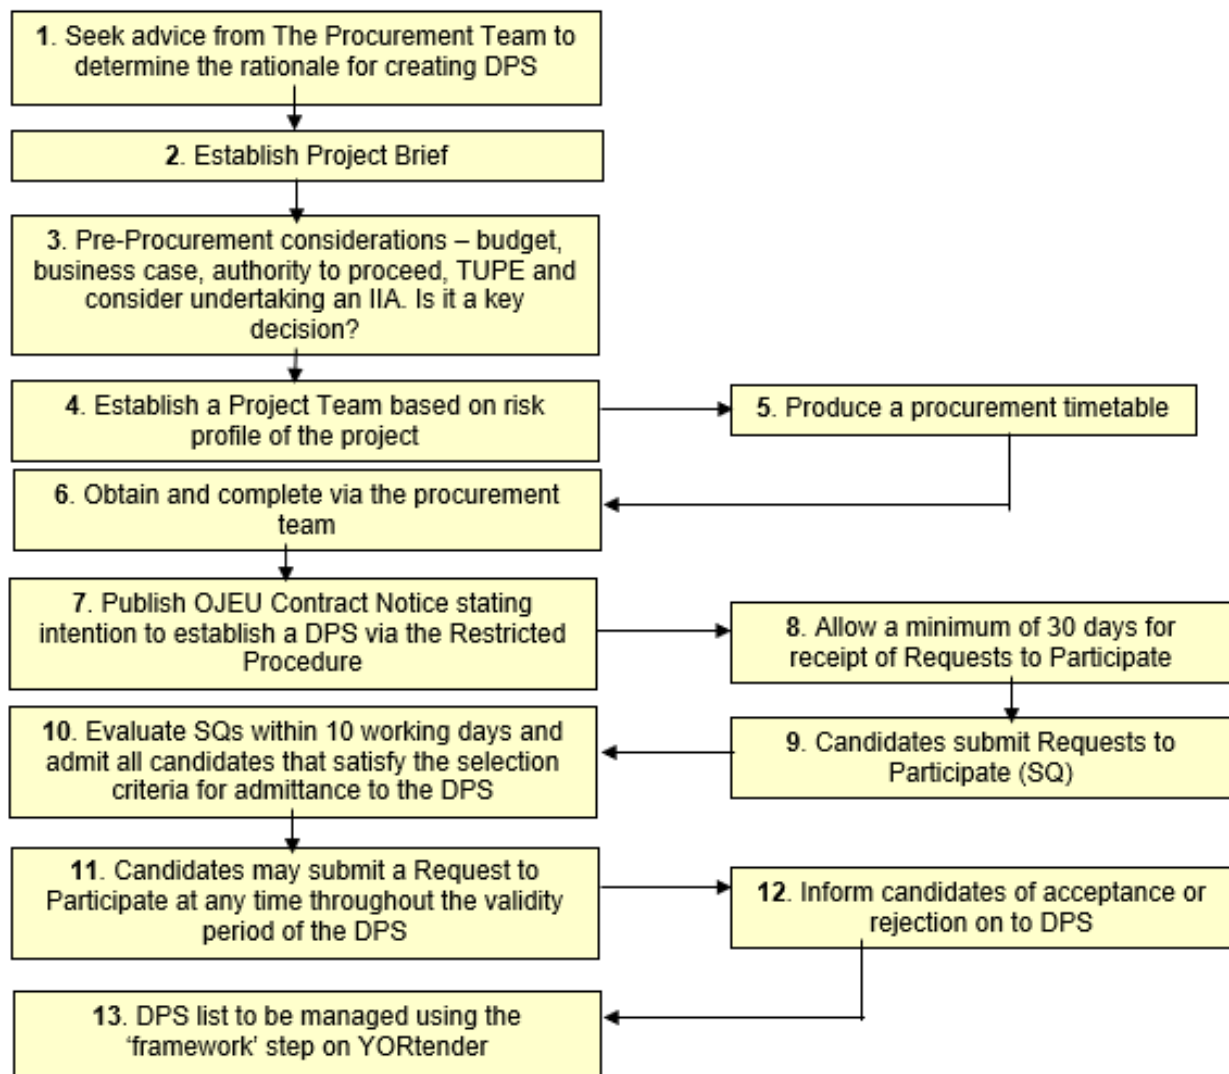 1. Seek advice from The Procurement Team to
determine the rationale for creating DPS
2. Establish Project Brief
3. Pre-Procurement considerations – budget,
business case, authority to proceed, TUPE and
consider undertaking an IIA. Is it a key
decision?
4. Establish a Project Team based on risk
profile of the project
5. Produce a procurement timetable
6. Obtain and complete via the procurement
team
7. Publish OJEU Contract Notice stating
intention to establish a DPS via the Restricted
Procedure
8. Allow a minimum of 30 days for
receipt of Requests to Participate
9. Candidates submit Requests to
Participate (SQ)
10. Evaluate SQs within 10 working days and
admit all candidates that satisfy the selection
criteria for admittance to the DPS
11. Candidates may submit a Request to
Participate at any time throughout the validity
period of the DPS
12. Inform candidates of acceptance or
rejection on to DPS
13. DPS list to be managed using the
‘framework’ step on YORtender